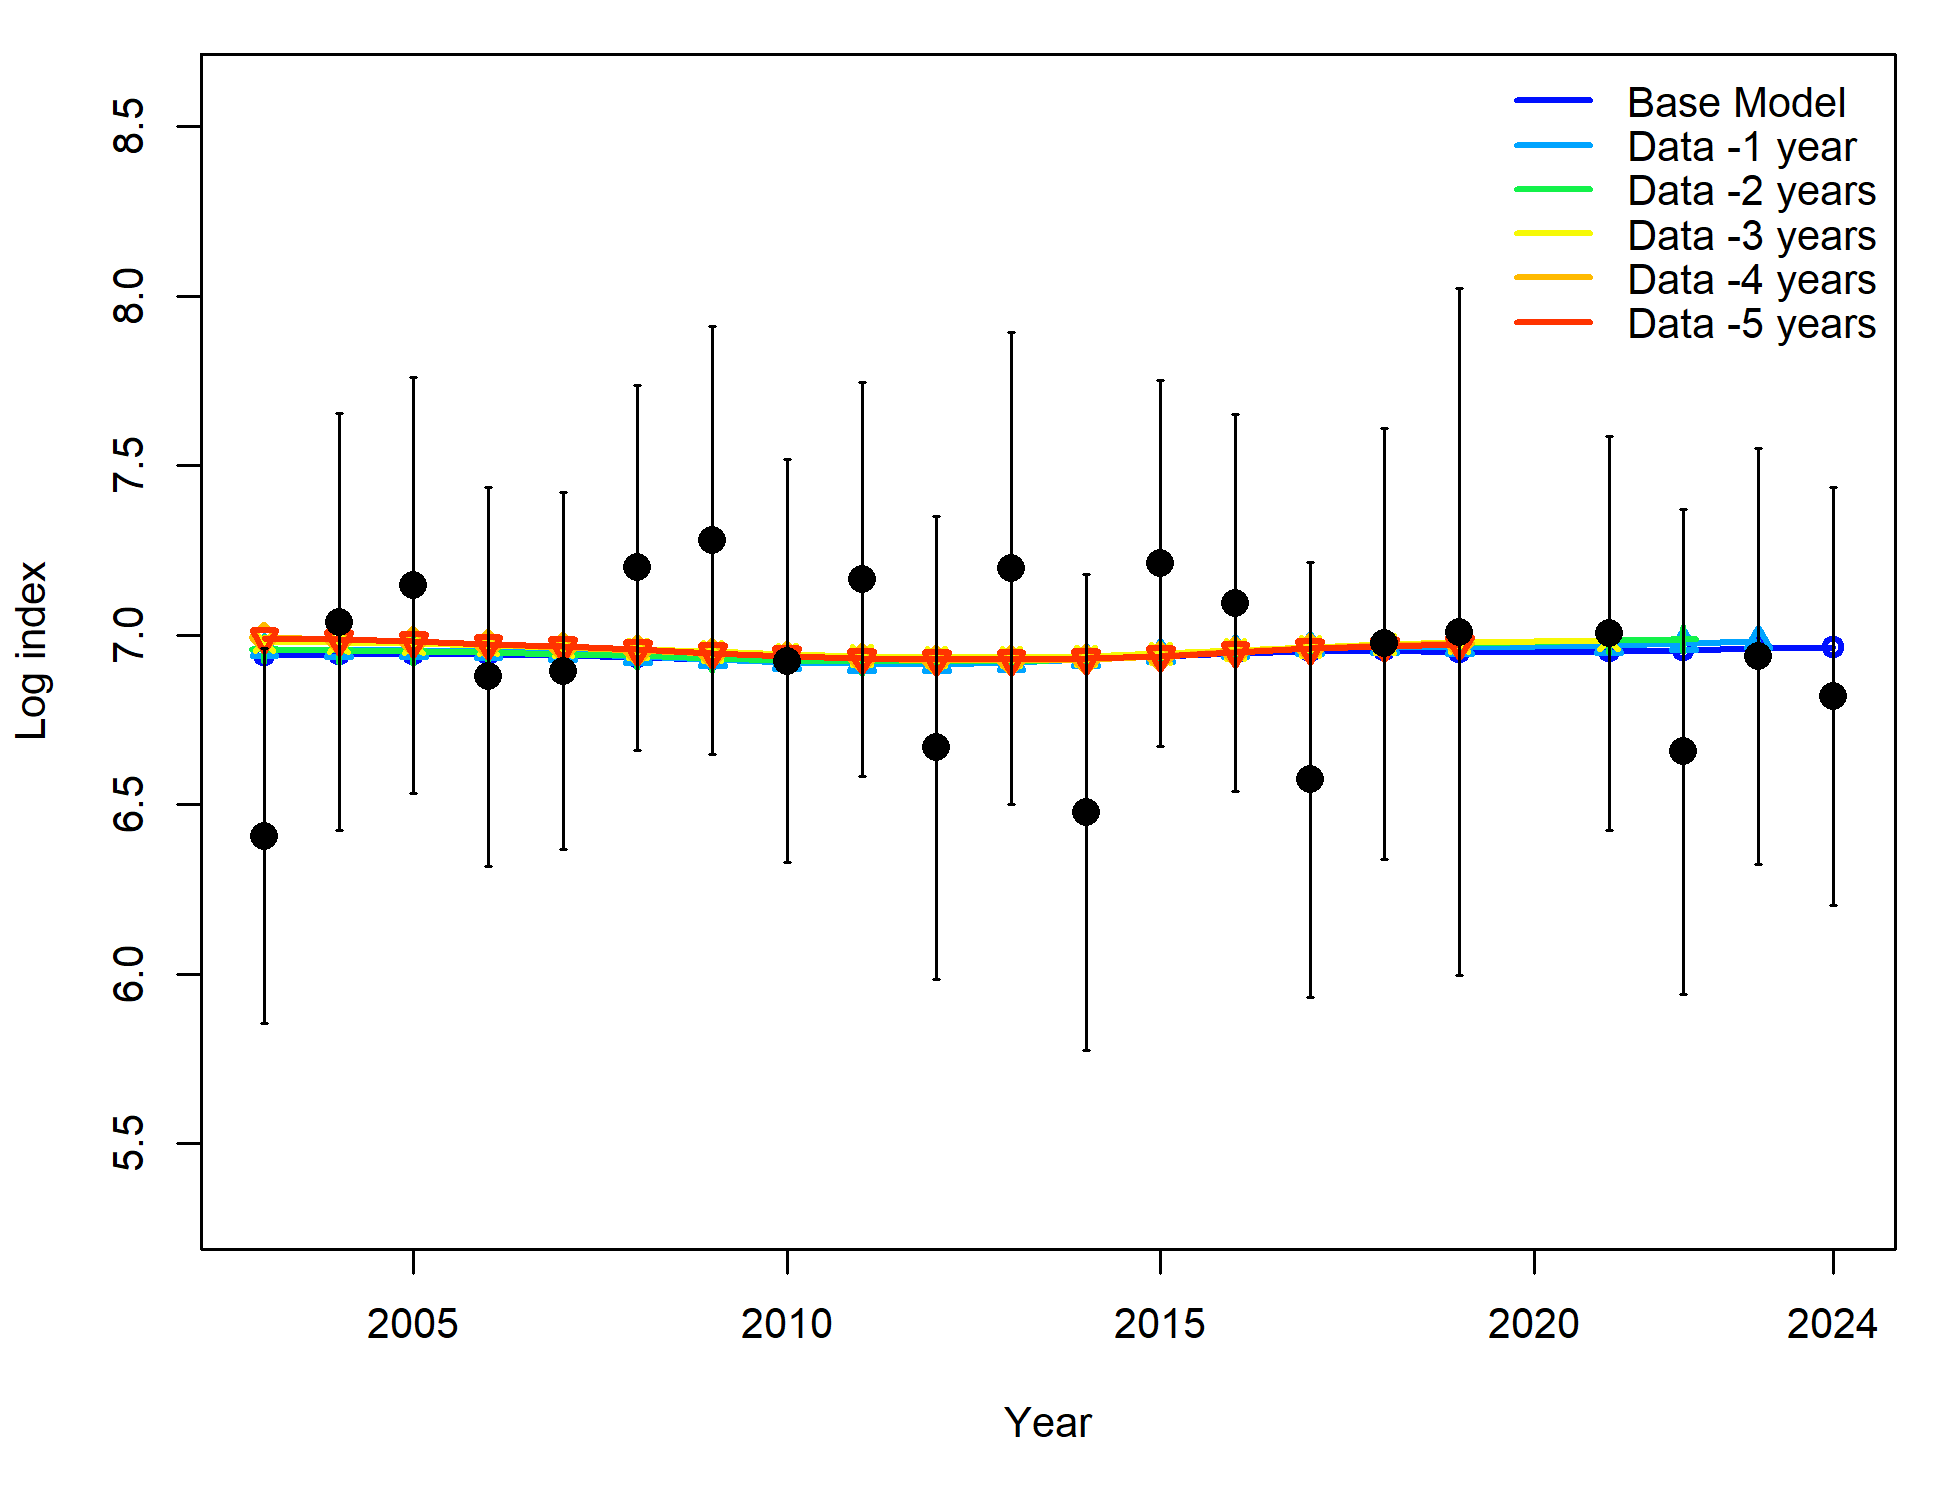 Base Model
Data -1 year
Data -2 years
Data -3 years
Data -4 years
Data -5 years
8.5
8.0
7.5
7.0
6.5
6.0
5.5
Log index
2005 2010 2015 2020 2024
Year